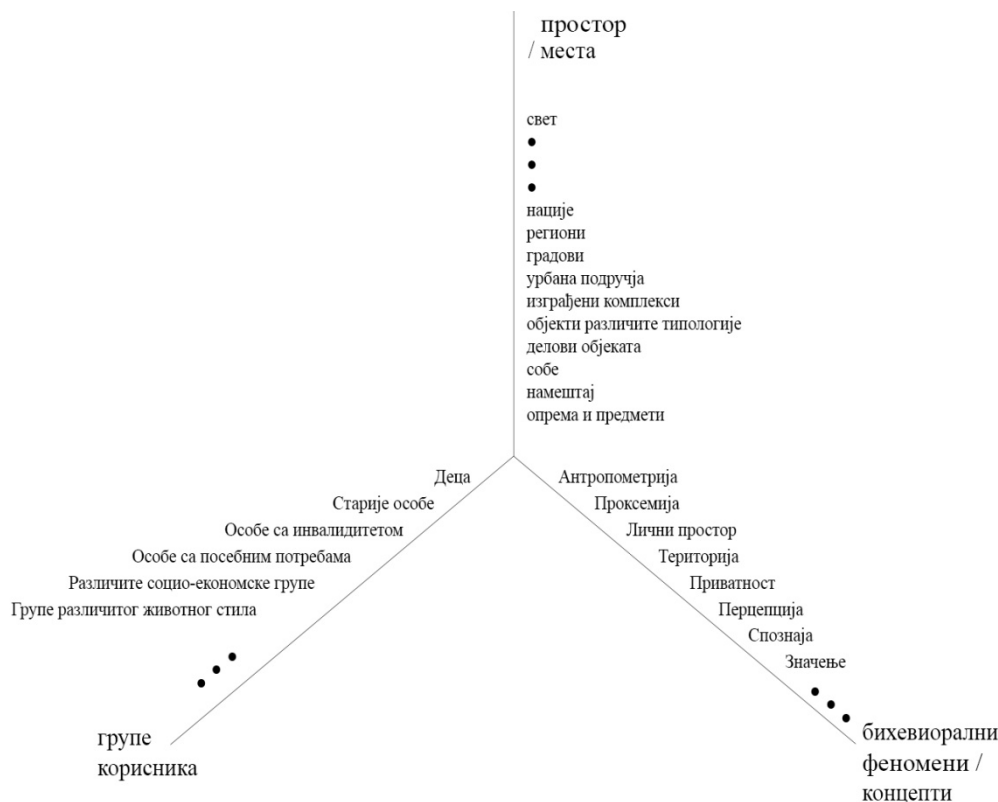 простор
/ места
свет
нације
региони
градови
урбана подручја
изграђени комплекси
објекти различите типологије
делови објеката
собе
намештај
опрема и предмети
Деца
Старије особе
Особе са инвалидитетом
Особе са посебним потребама
Различите социо-економске групе
Групе различитог животног стила
групе
корисника
Антропометрија
Проксемија
Лични простор
Територија
Приватност
Перцепција
Спознаја
Значење
бихевиорални
феномени /
концепти